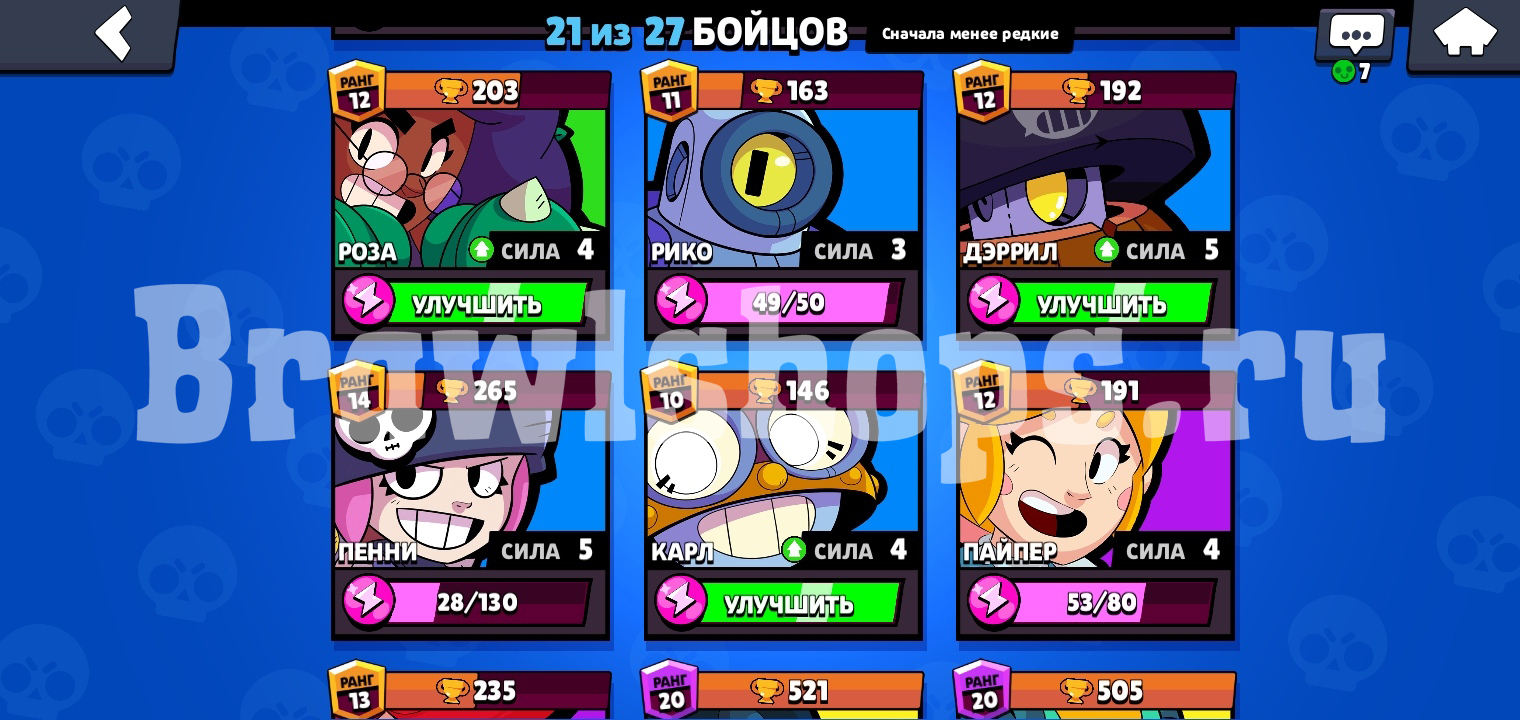 21 из 27 БОЙЦОВ
Сначала менее редкие
7
РАНГ 12
203
РАНГ 11
163
РАНГ 12
192
РОЗА
СИЛА 4
РИКО
СИЛА 3
ДЭРРИЛ
СИЛА 5
УЛУЧШИТЬ
49/50
УЛУЧШИТЬ
Brawlshops.ru
РАНГ 14
265
РАНГ 10
146
РАНГ 12
191
ПЕННИ
СИЛА 5
КАРЛ
СИЛА 4
ПАЙПЕР
СИЛА 4
28/130
УЛУЧШИТЬ
53/80
РАНГ 13
235
РАНГ 20
521
РАНГ 20
505